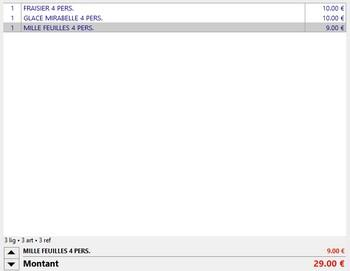 1 FRAISIER 4 PERS. 10.00 €
1 GLACE MIRABELLE 4 PERS. 10.00 €
1 MILLE FEUILLES 4 PERS. 9.00 €
3 lig • 3 art • 3 ref
MILLE FEUILLES 4 PERS. 9.00 €
Montant 29.00 €